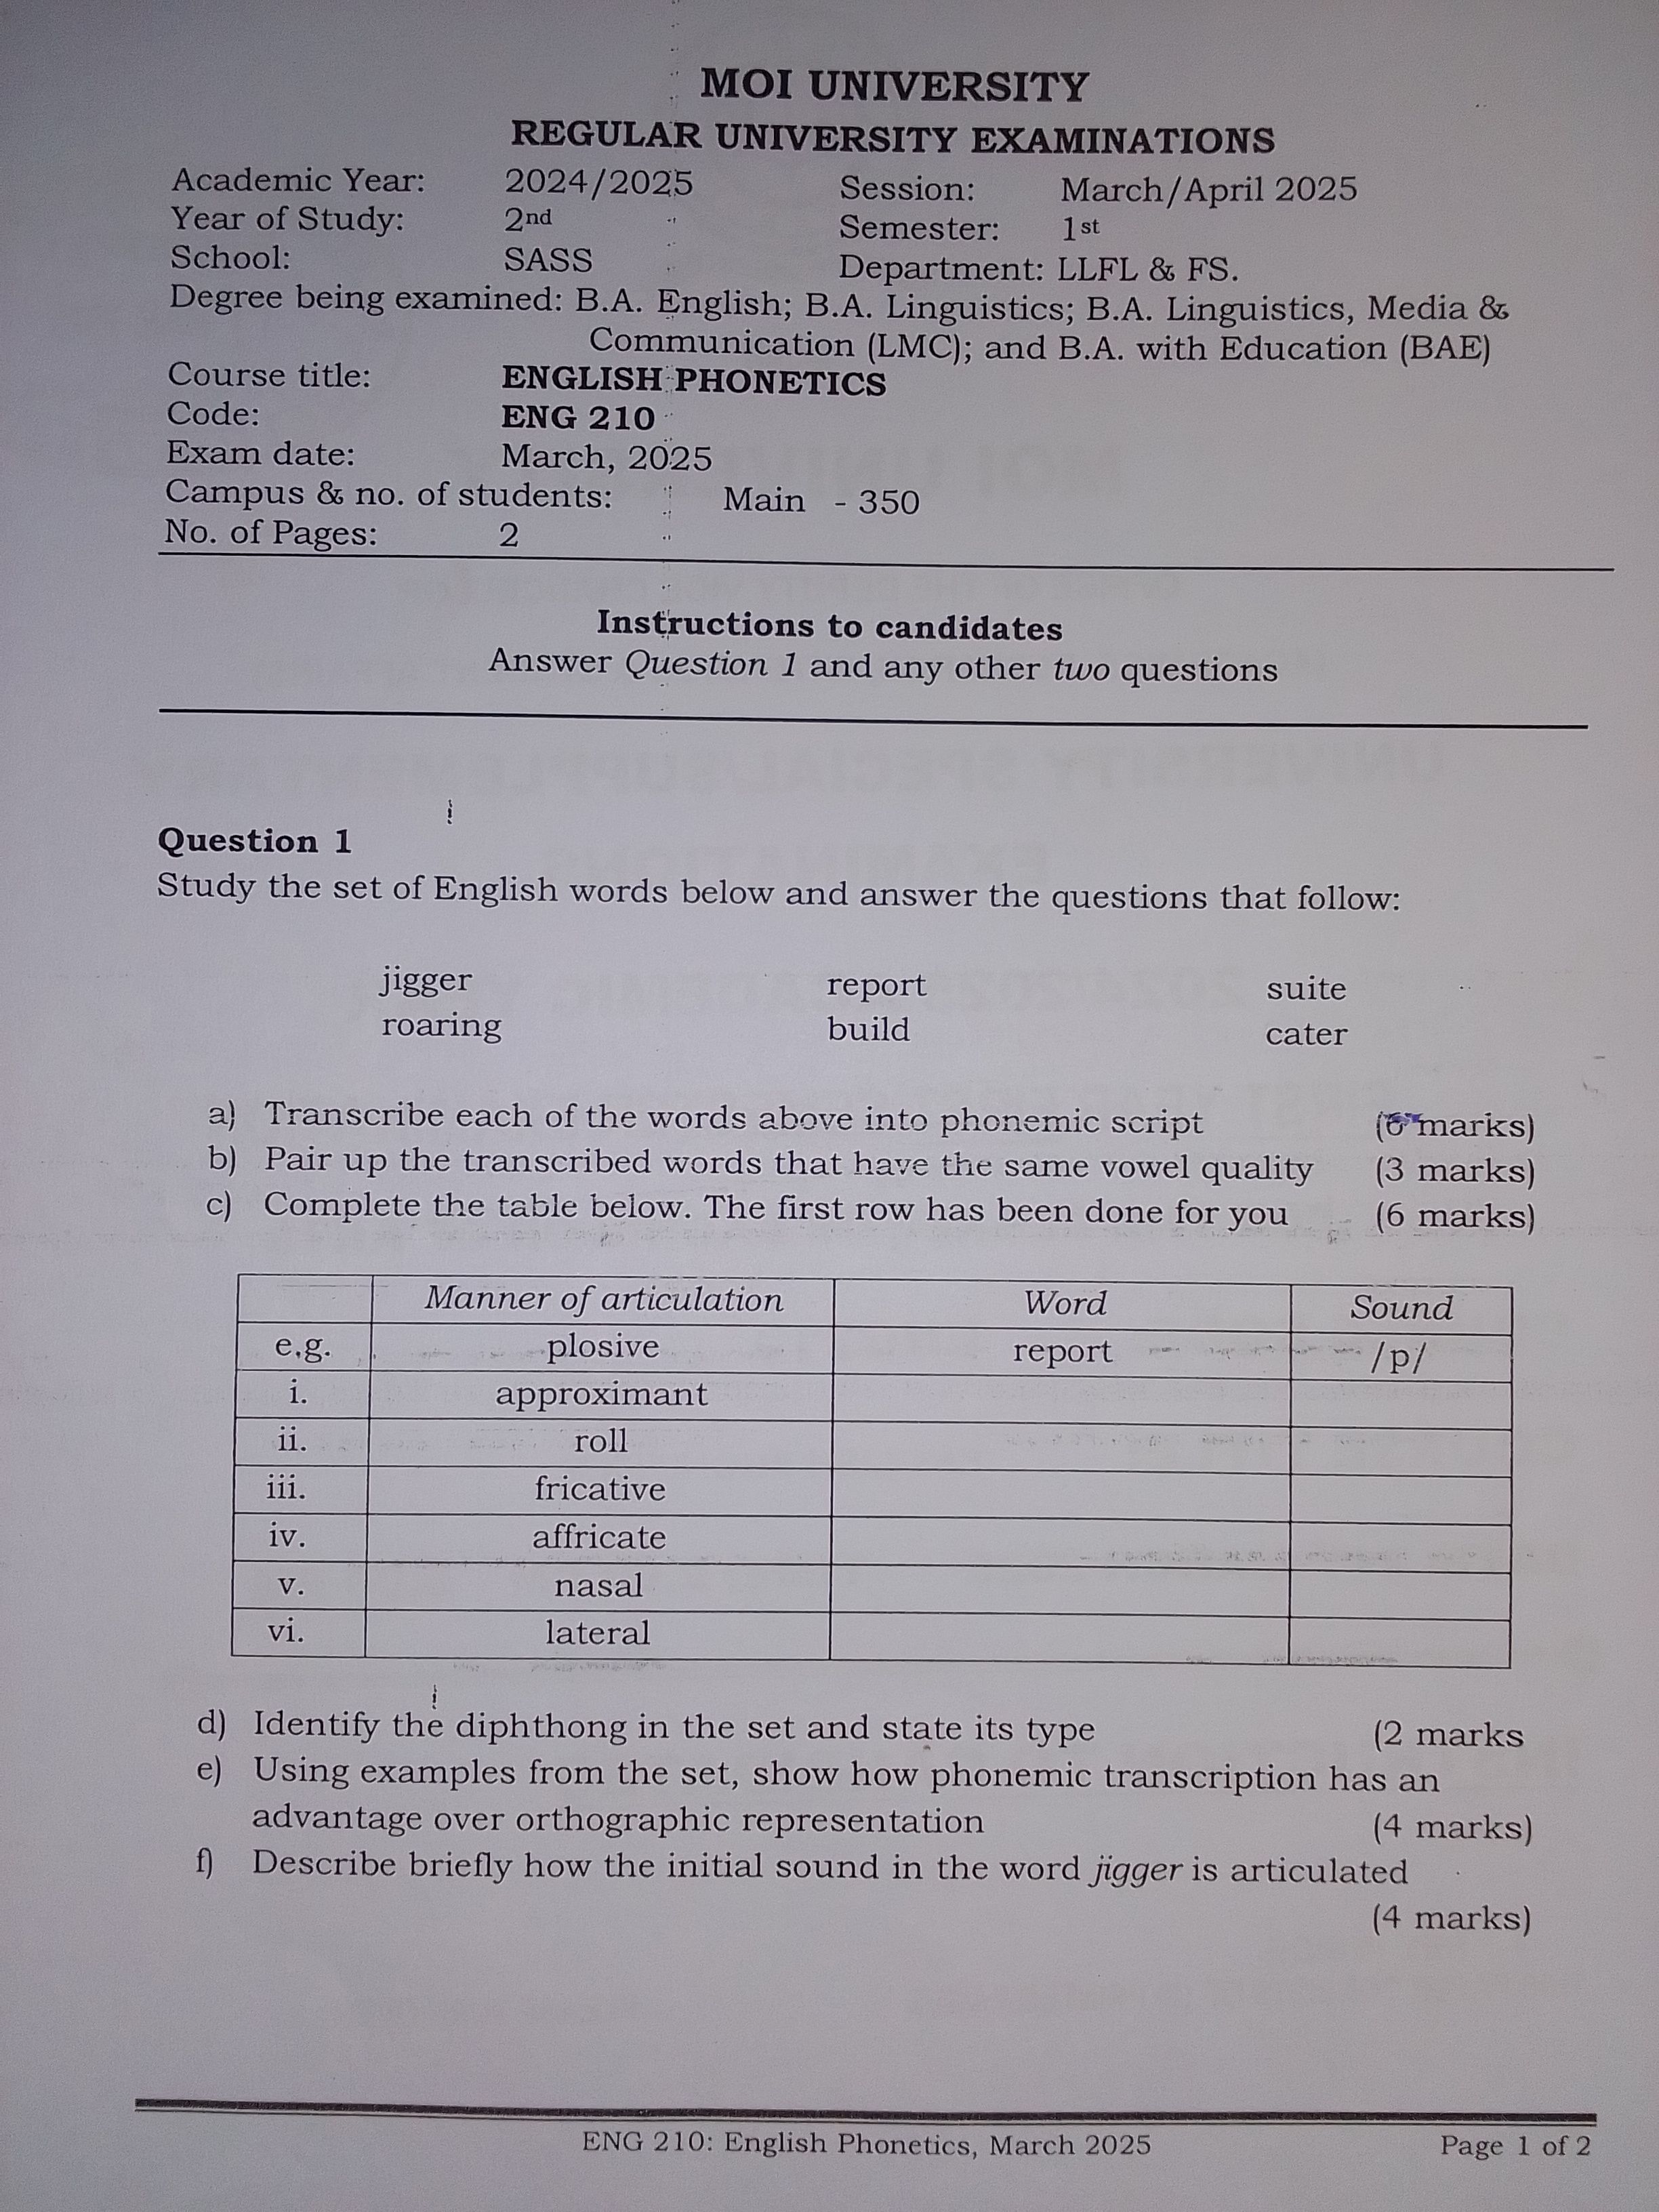 MOI UNIVERSITY
REGULAR UNIVERSITY EXAMINATIONS
Academic Year: 2024/2025 Session: March/April 2025
Year of Study: 2nd Semester: 1st
School: SASS Department: LLFL & FS.
Degree being examined: B.A. English; B.A. Linguistics; B.A. Linguistics, Media &
Communication (LMC); and B.A. with Education (BAE)
Course title: ENGLISH PHONETICS
Code: ENG 210
Exam date: March, 2025
Campus & no. of students: Main - 350
No. of Pages: 2
Instructions to candidates
Answer Question 1 and any other two questions
Question 1
Study the set of English words below and answer the questions that follow:
jigger report suite
roaring build cater
a) Transcribe each of the words above into phonemic script (6 marks)
b) Pair up the transcribed words that have the same vowel quality (3 marks)
c) Complete the table below. The first row has been done for you (6 marks)
Manner of articulation Word Sound
e.g. plosive report /p/
i. approximant
ii. roll
iii. fricative
iv. affricate
v. nasal
vi. lateral
d) Identify the diphthong in the set and state its type (2 marks
e) Using examples from the set, show how phonemic transcription has an
advantage over orthographic representation (4 marks)
f) Describe briefly how the initial sound in the word jigger is articulated
(4 marks)
ENG 210: English Phonetics, March 2025 Page 1 of 2